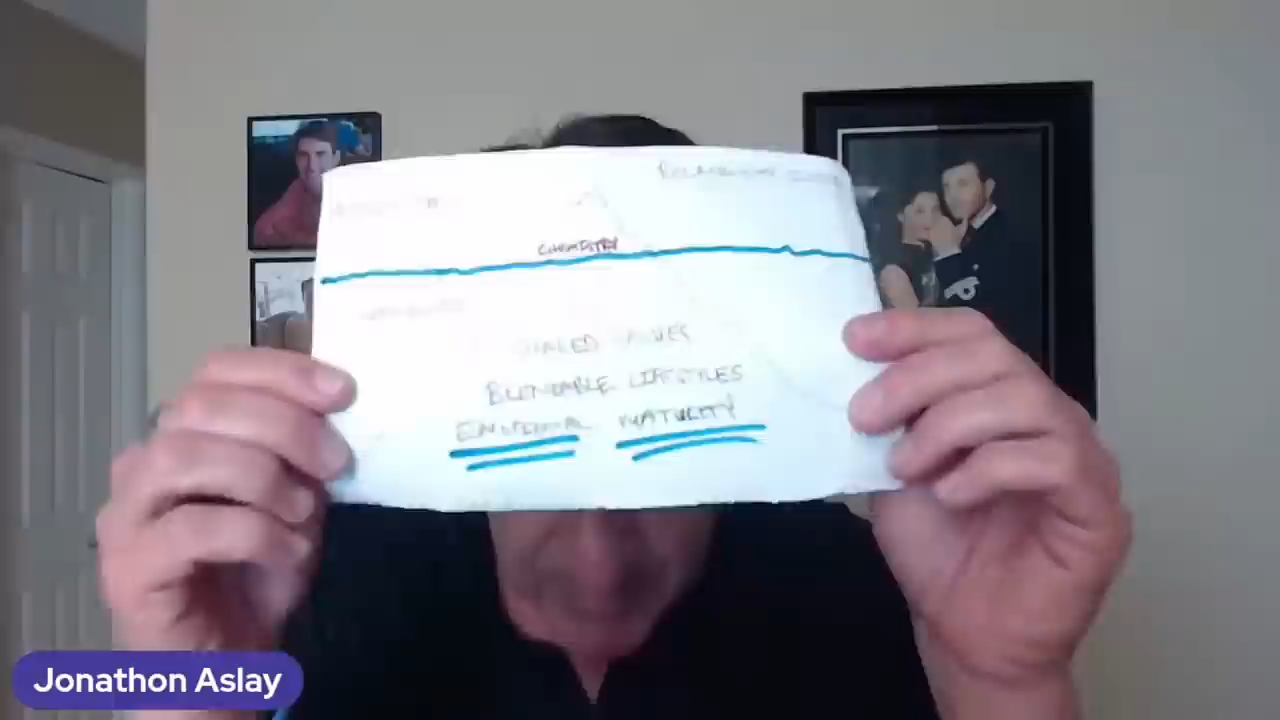 CHEMISTRY
SHARED VALUES
BLENDABLE LIFESTYLES
EMOTIONAL MATURITY
Jonathon Aslay